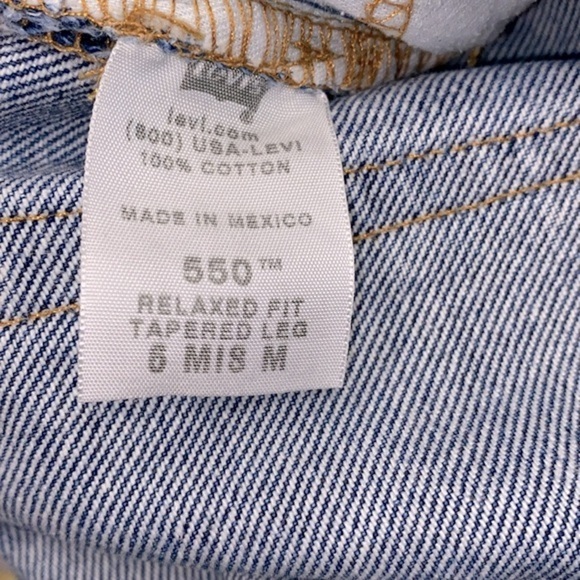 levi.com
(800) USA-LEVI
100% COTTON
MADE IN MEXICO
550™
RELAXED FIT
TAPERED LEG
6 MIS M